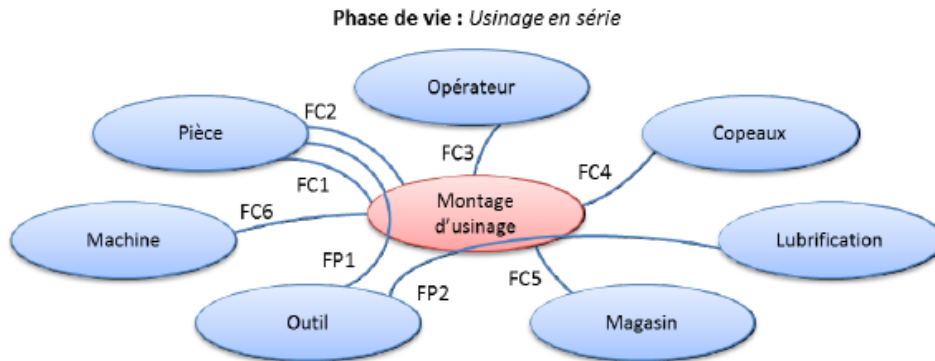 Phase de vie : Usinage en série
Opérateur
FC2
Pièce
Copeaux
FC3
FC4
FC1
Montage
d'usinage
FC6
Machine
Lubrification
FP1
FP2
FC5
Outil
Magasin